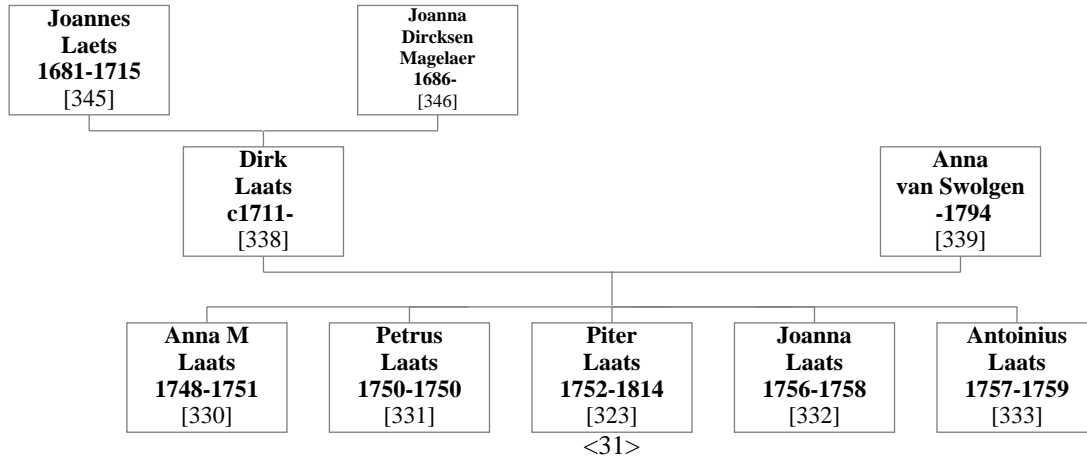 Joannes
Laets
1681-1715
[345]
Joanna
Dircksen
Magelaer
1686-
[346]
Dirk
Laats
c1711-
[338]
Anna
van Swolgen
-1794
[339]
Anna M
Laats
1748-1751
[330]
Petrus
Laats
1750-1750
[331]
Piter
Laats
1752-1814
[323]
<31>
Joanna
Laats
1756-1758
[332]
Antoinius
Laats
1757-1759
[333]